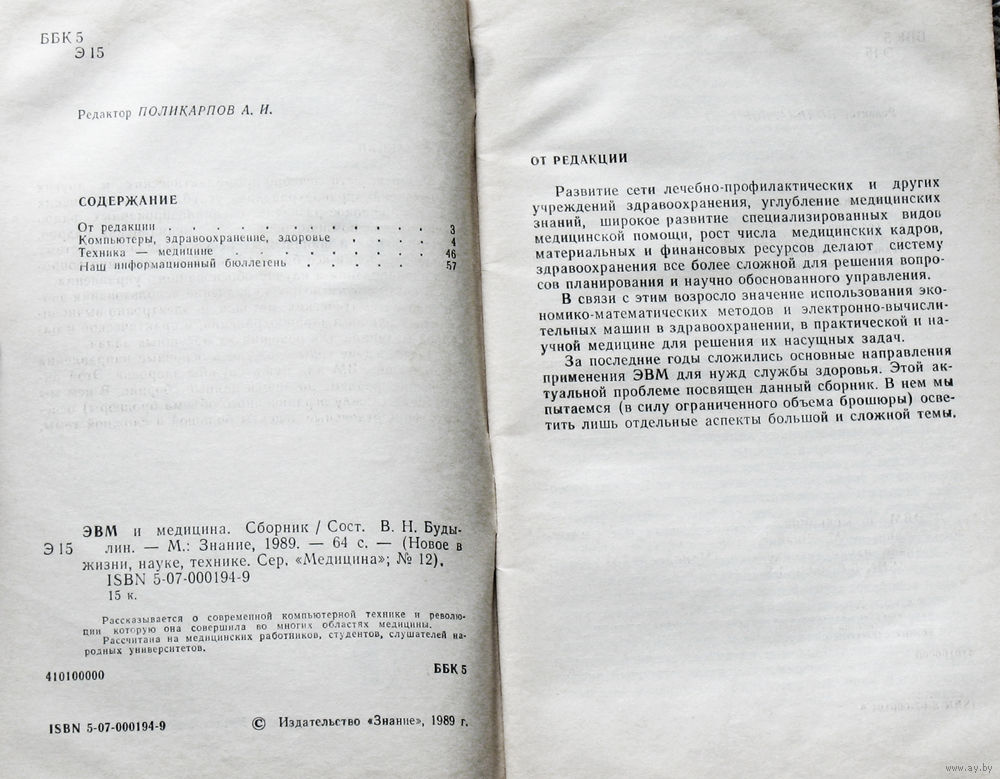 ББК 5
Э 15
Редактор ПОЛИКАРПОВ А. И.
СОДЕРЖАНИЕ
От редакции . . . . . . . . . . . . 3
Компьютеры, здравоохранение, здоровье . . . . 4
Техника — медицине . . . . . . . . . 46
Наш информационный бюллетень . . . . . 57
ЭВМ и медицина. Сборник / Сост. В. Н. Буды-
Э 15 лин. — М.: Знание, 1989. — 64 с. — (Новое в
жизни, науке, технике. Сер. «Медицина»; № 12).
ISBN 5-07-000194-9
15 к.
Рассказывается о современной компьютерной технике и револю-
ции которую она совершила во многих областях медицины.
Рассчитана на медицинских работников, студентов, слушателей на-
родных университетов.
410100000
ББК 5
ISBN 5-07-000194-9
© Издательство «Знание», 1989 г.
ОТ РЕДАКЦИИ
Развитие сети лечебно-профилактических и других
учреждений здравоохранения, углубление медицинских
знаний, широкое развитие специализированных видов
медицинской помощи, рост числа медицинских кадров,
материальных и финансовых ресурсов делают систему
здравоохранения все более сложной для решения вопро-
сов планирования и научно обоснованного управления.
В связи с этим возросло значение использования эко-
номико-математических методов и электронно-вычисли-
тельных машин в здравоохранении, в практической и на-
учной медицине для решения их насущных задач.
За последние годы сложились основные направления
применения ЭВМ для нужд службы здоровья. Этой ак-
туальной проблеме посвящен данный сборник. В нем мы
пытаемся (в силу ограниченного объема брошюры) осве-
тить лишь отдельные аспекты большой и сложной темы.
www.ay.by